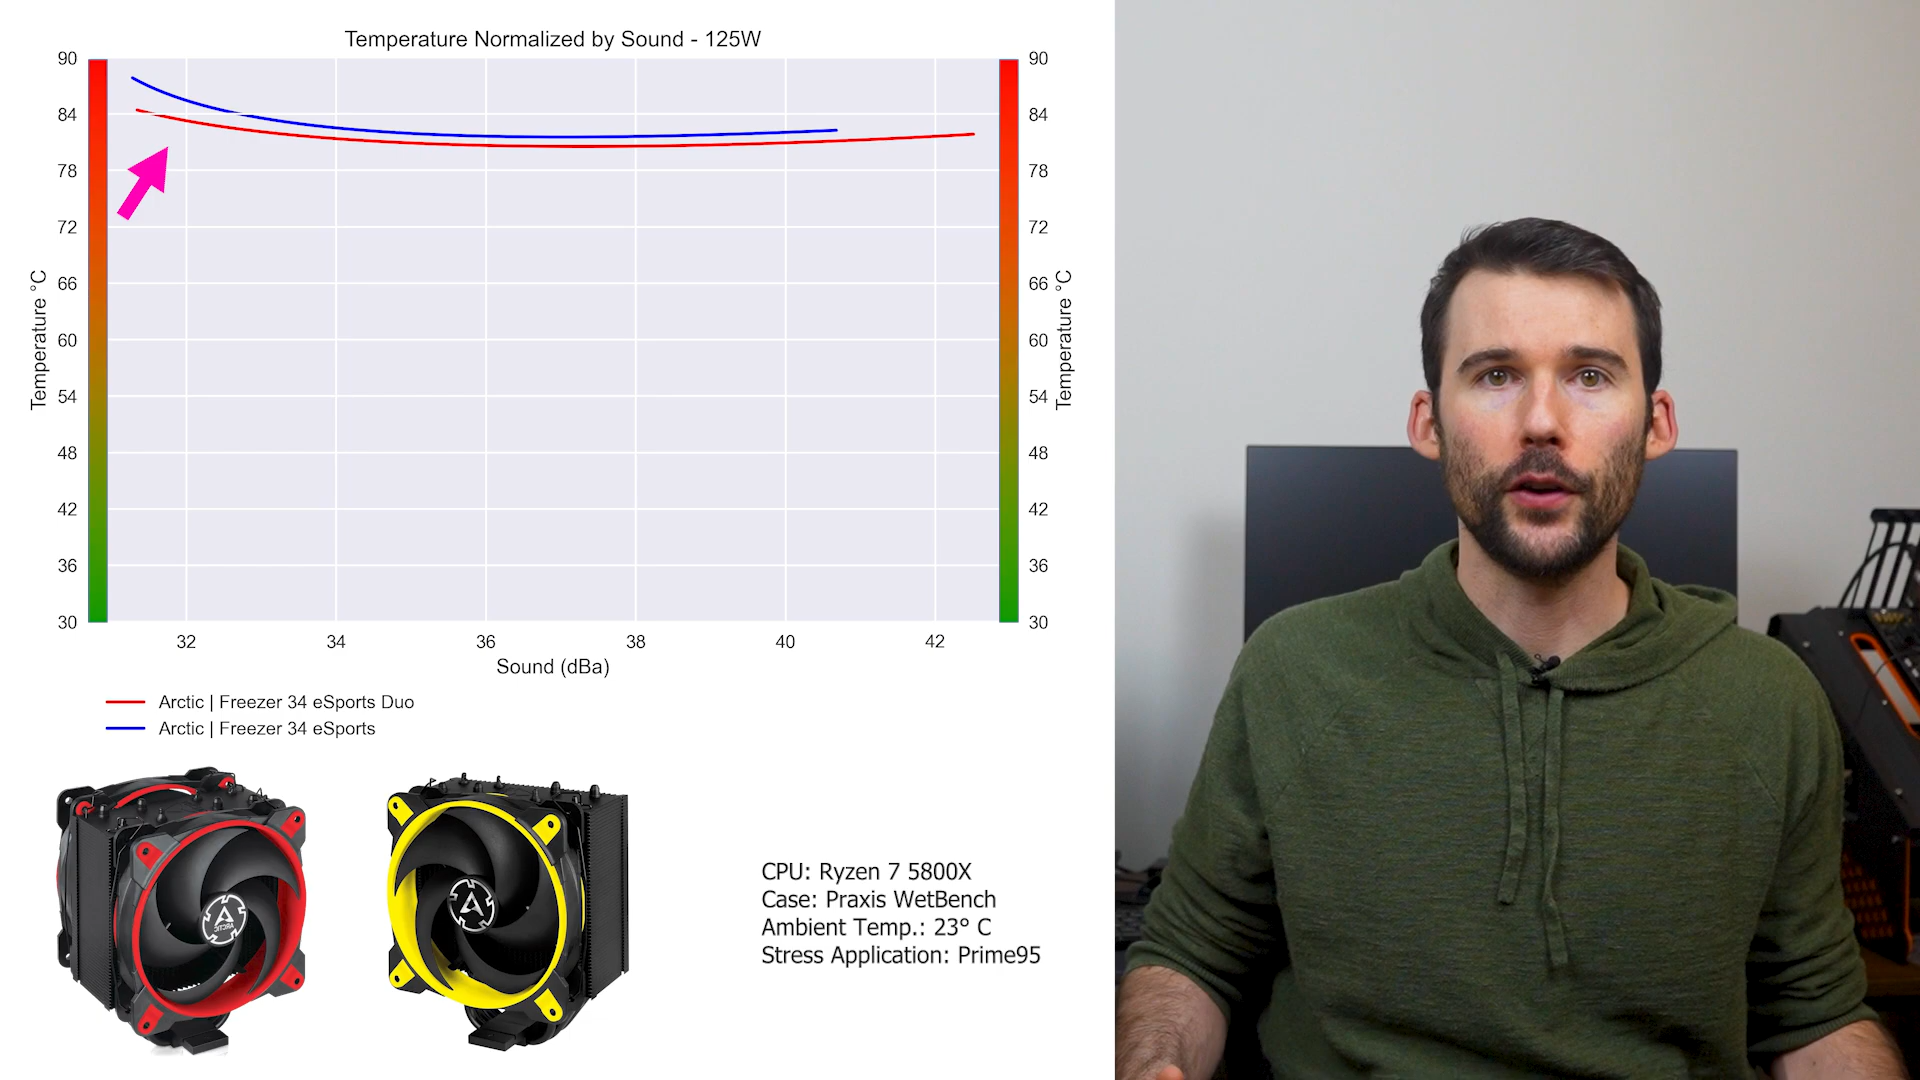 Temperature Normalized by Sound - 125W
90
84
78
72
66
60
54
48
42
36
30
Temperature °C
90
84
78
72
66
60
54
48
42
36
30
Temperature °C
32 34 36 38 40 42
Sound (dBa)
Arctic | Freezer 34 eSports Duo
Arctic | Freezer 34 eSports
ARCTIC
ARCTIC
CPU: Ryzen 7 5800X
Case: Praxis WetBench
Ambient Temp.: 23° C
Stress Application: Prime95